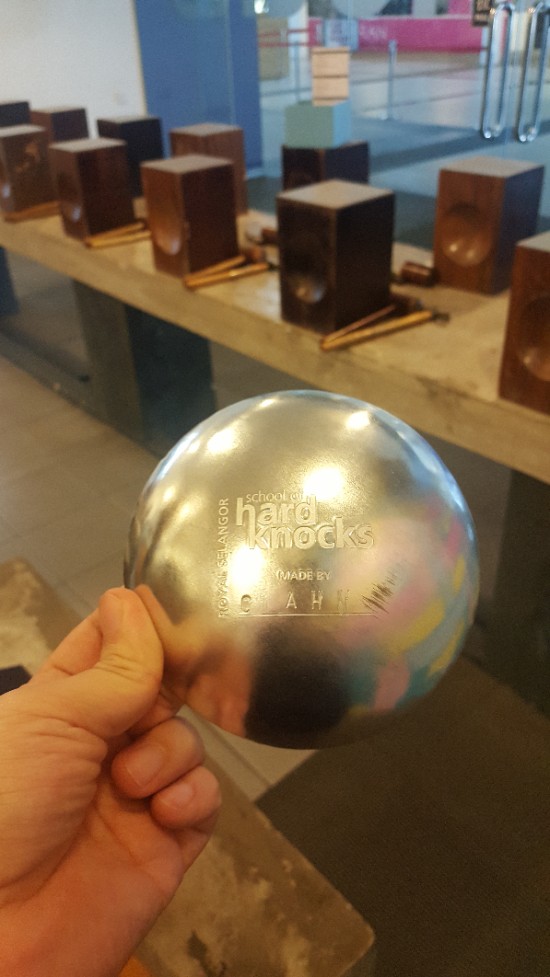 school of
hard
knocks
ROYAL SELANGOR
MADE BY